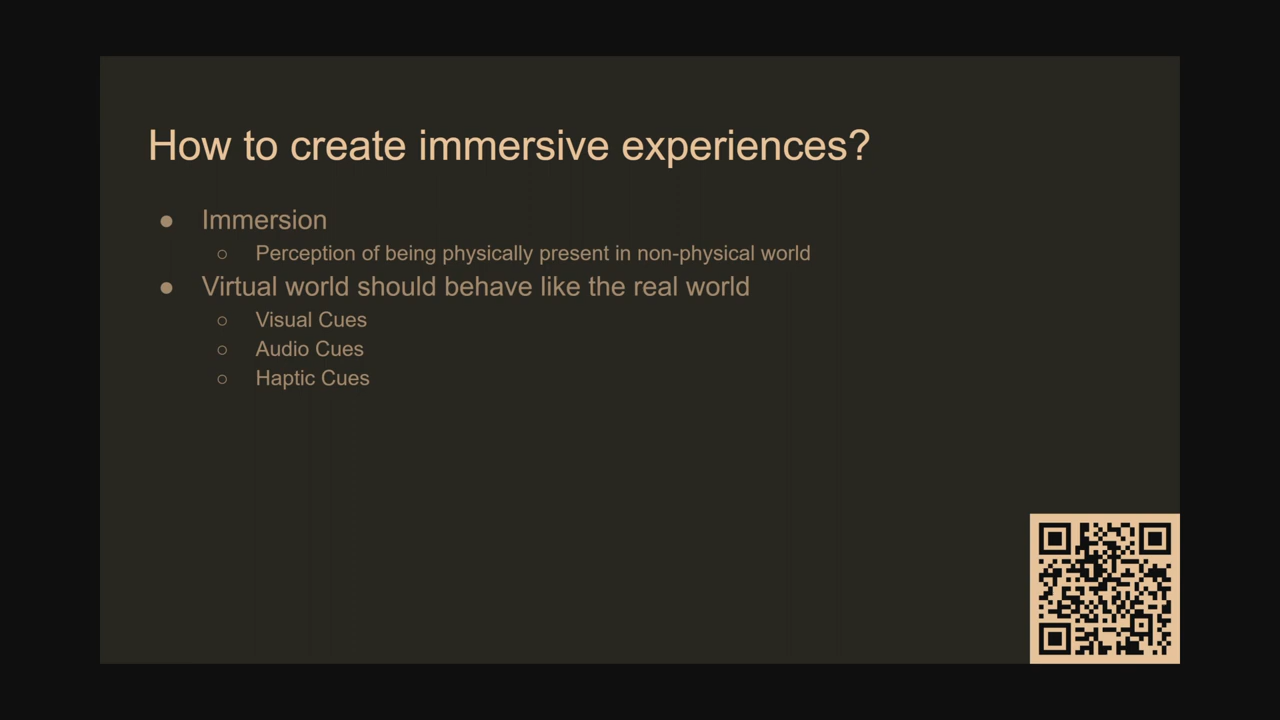 How to create immersive experiences?
● Immersion
○ Perception of being physically present in non-physical world
● Virtual world should behave like the real world
○ Visual Cues
○ Audio Cues
○ Haptic Cues